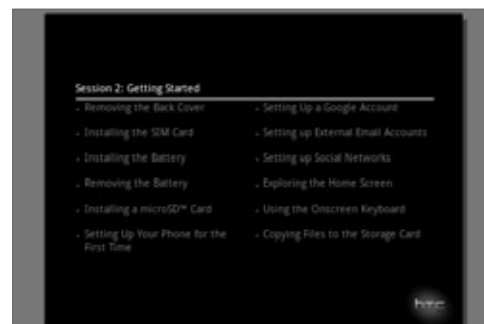 Session 2: Getting Started
Removing the Back Cover
Installing the SIM Card
Installing the Battery
Removing the Battery
Installing a microSD™ Card
Setting Up Your Phone for the
First Time
Setting Up a Google Account
Setting up External Email Accounts
Setting up Social Networks
Exploring the Home Screen
Using the Onscreen Keyboard
Copying Files to the Storage Card
htc